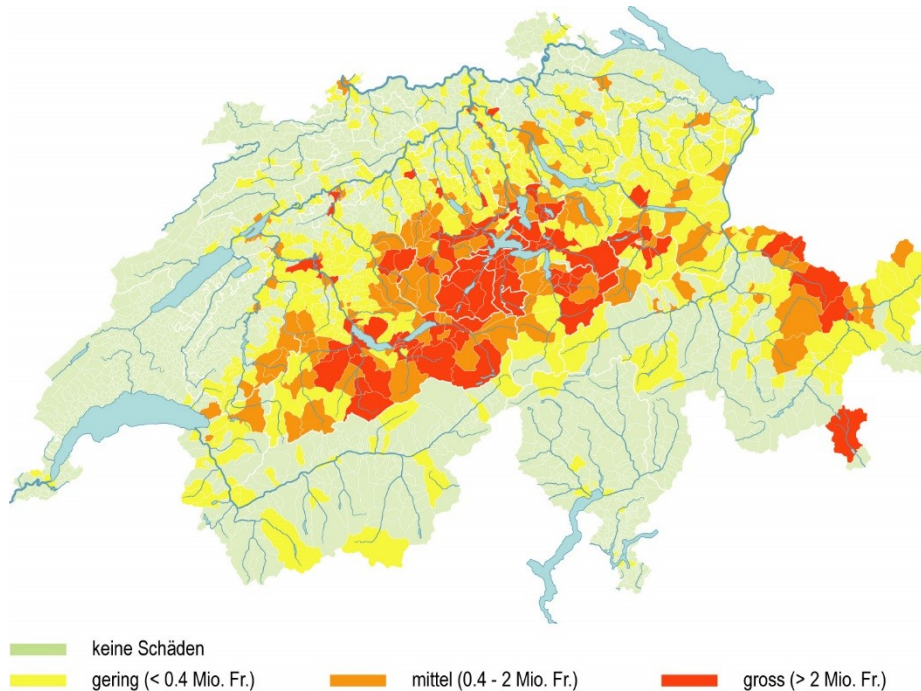 keine Schäden
gering (< 0.4 Mio. Fr.) mittel (0.4 - 2 Mio. Fr.) gross (> 2 Mio. Fr.)